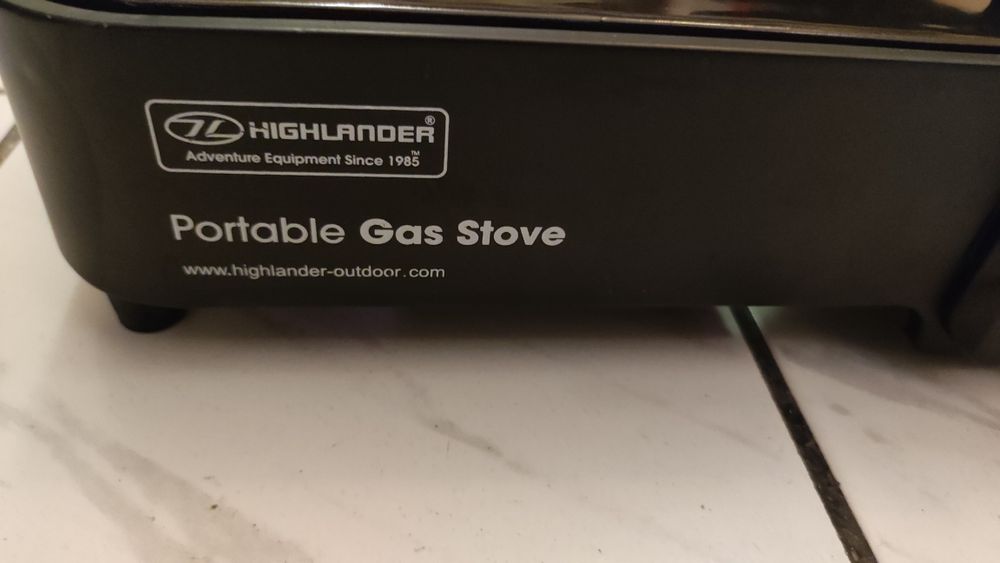 HIGHLANDER®
Adventure Equipment Since 1985™
Portable Gas Stove
www.highlander-outdoor.com